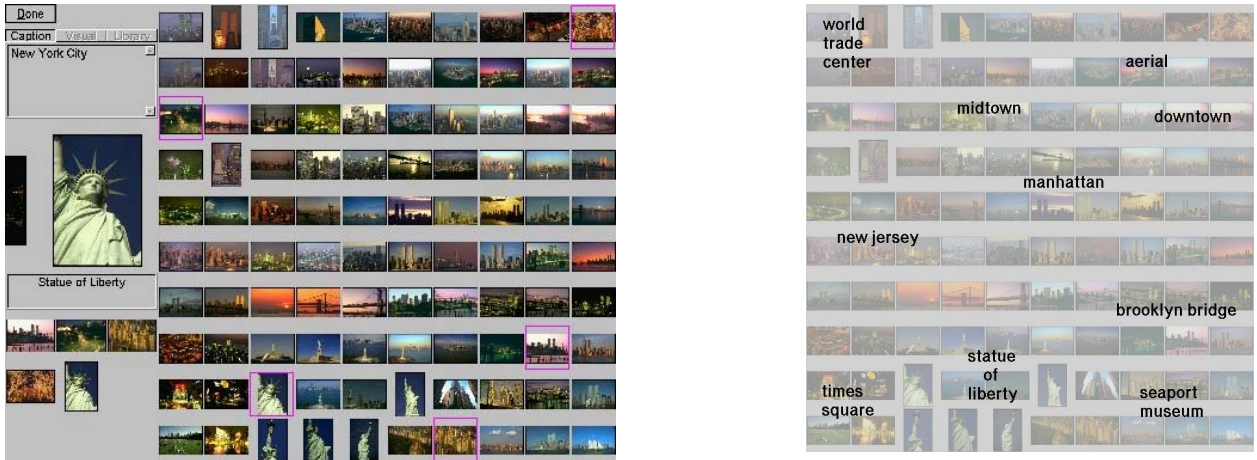 Done
Caption Visual Library
New York City
Statue of Liberty
world
trade
center
aerial
midtown
downtown
manhattan
new jersey
brooklyn bridge
statue
of
liberty
times
square
seaport
museum